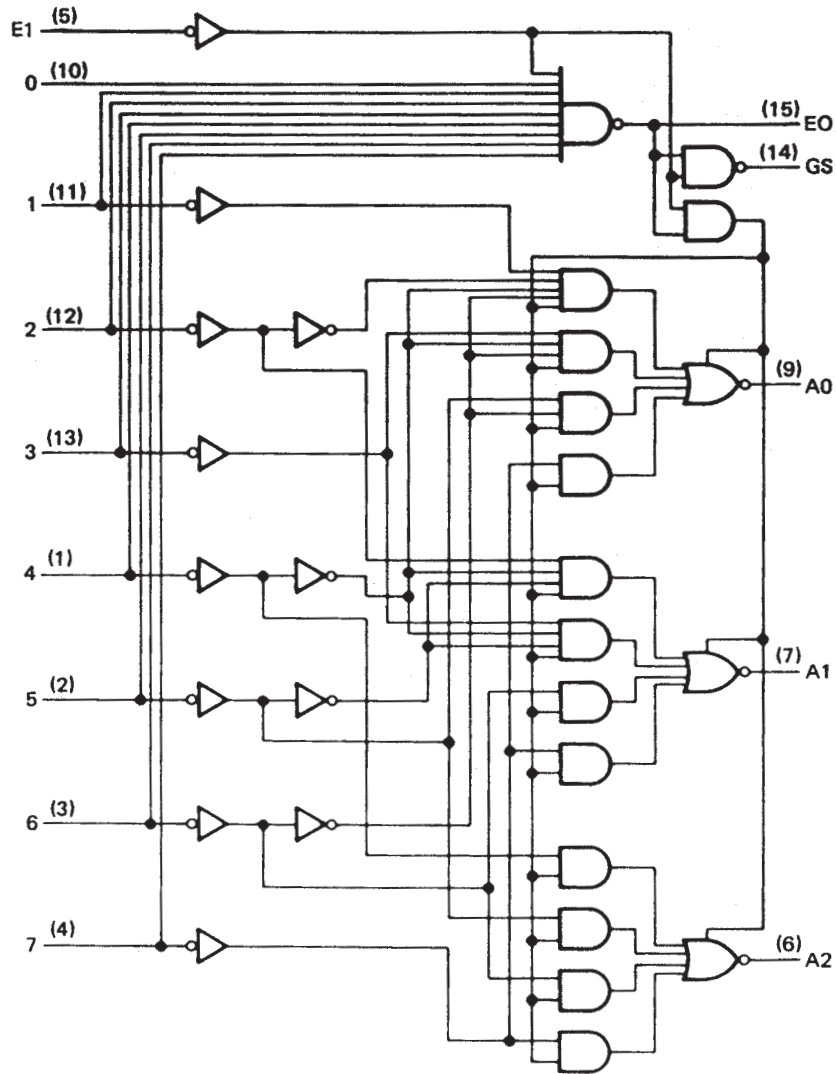 E1 (5)
0 (10)
(15) EO
(14) GS
1 (11)
2 (12)
(9) A0
3 (13)
4 (1)
(7) A1
5 (2)
6 (3)
7 (4)
(6) A2